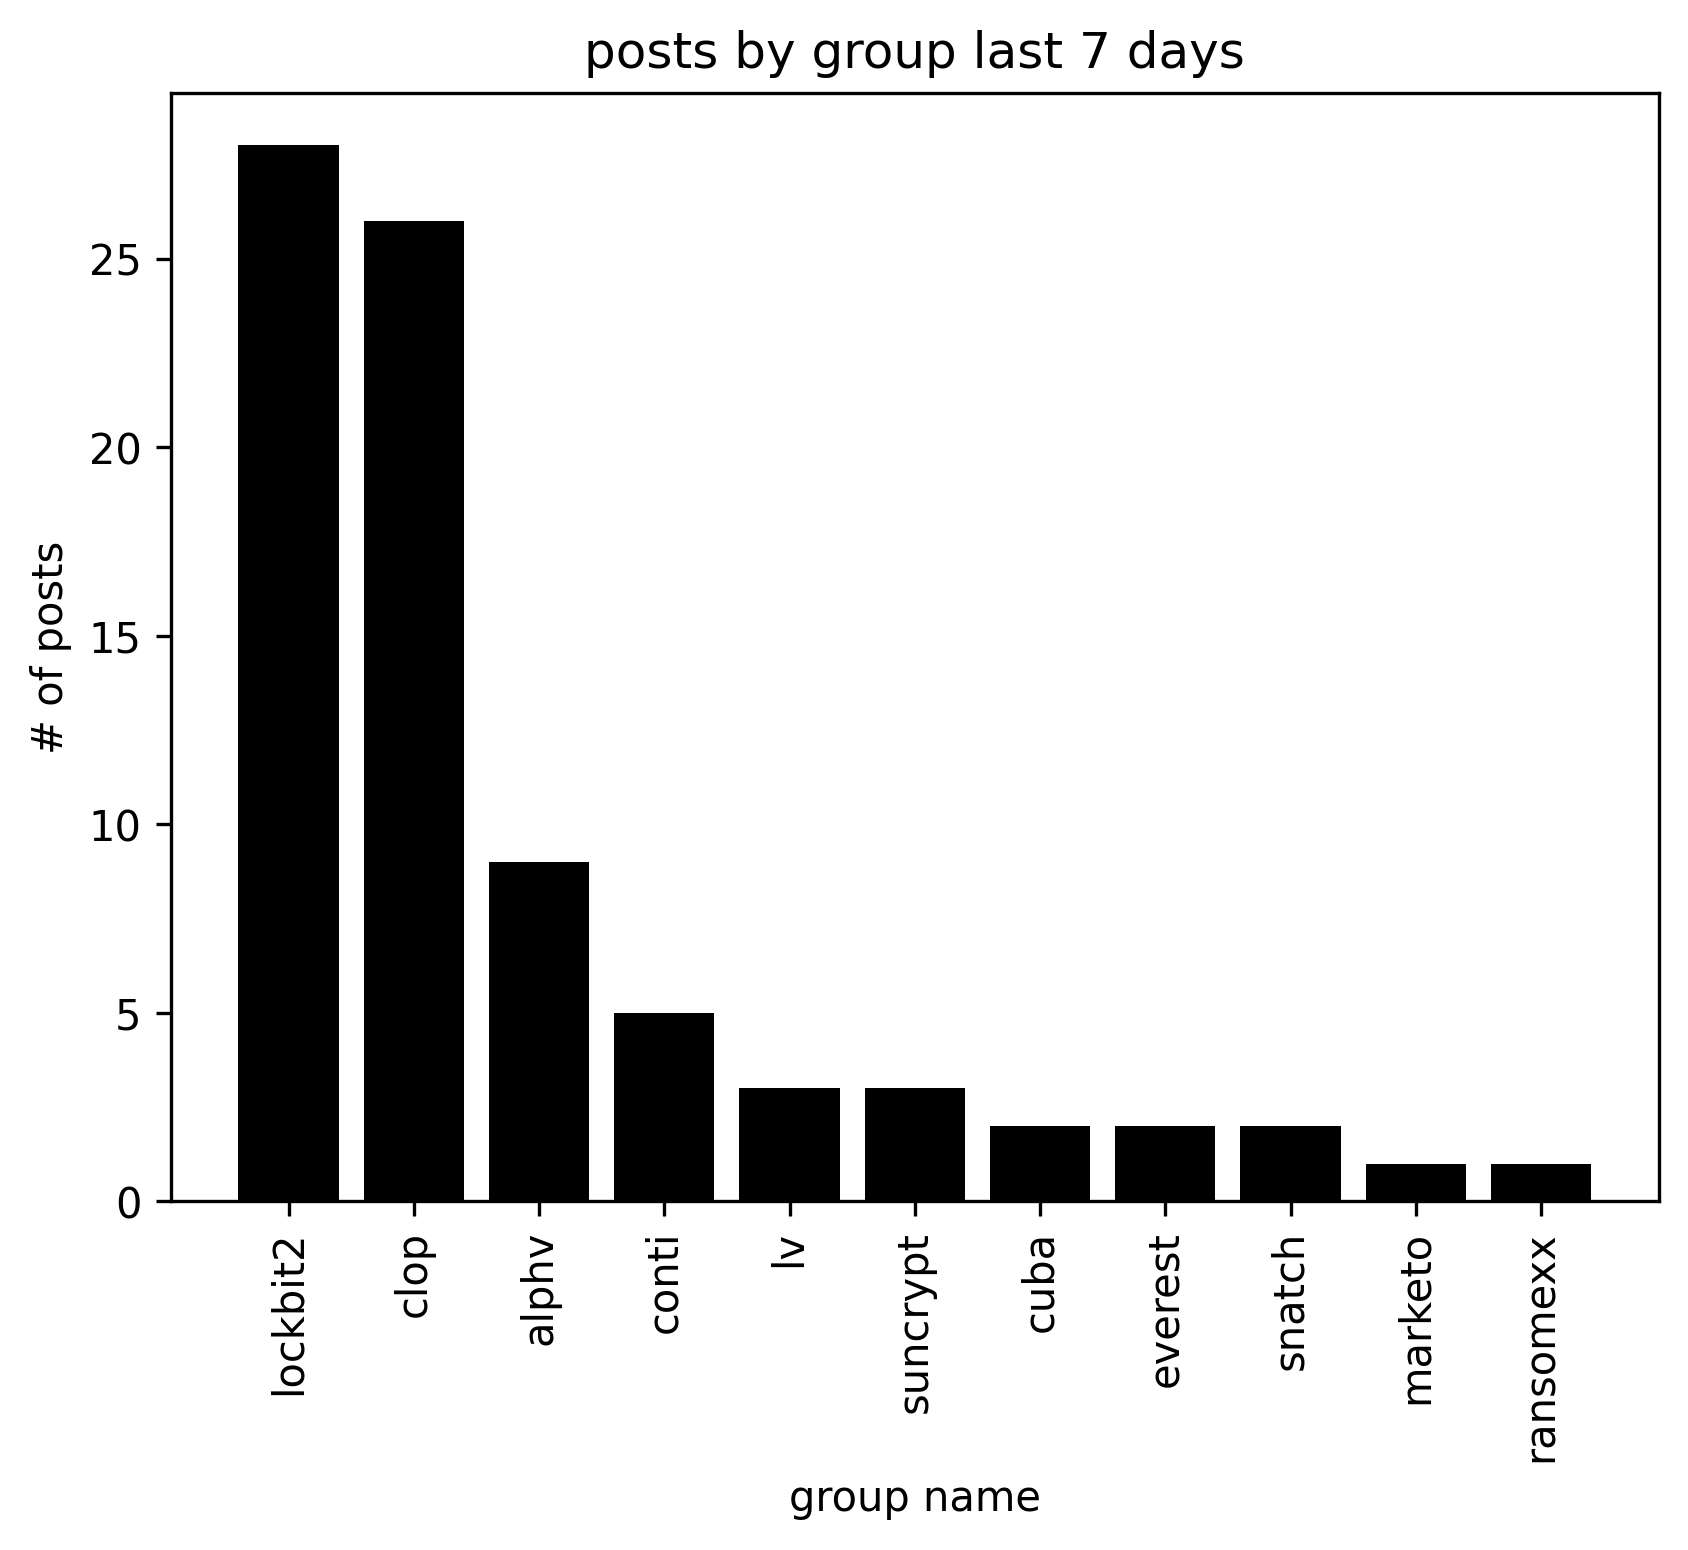 posts by group last 7 days
# of posts
25
20
15
10
5
0
lockbit2
clop
alphv
conti
lv
suncrypt
cuba
everest
snatch
marketo
ransomexx
group name